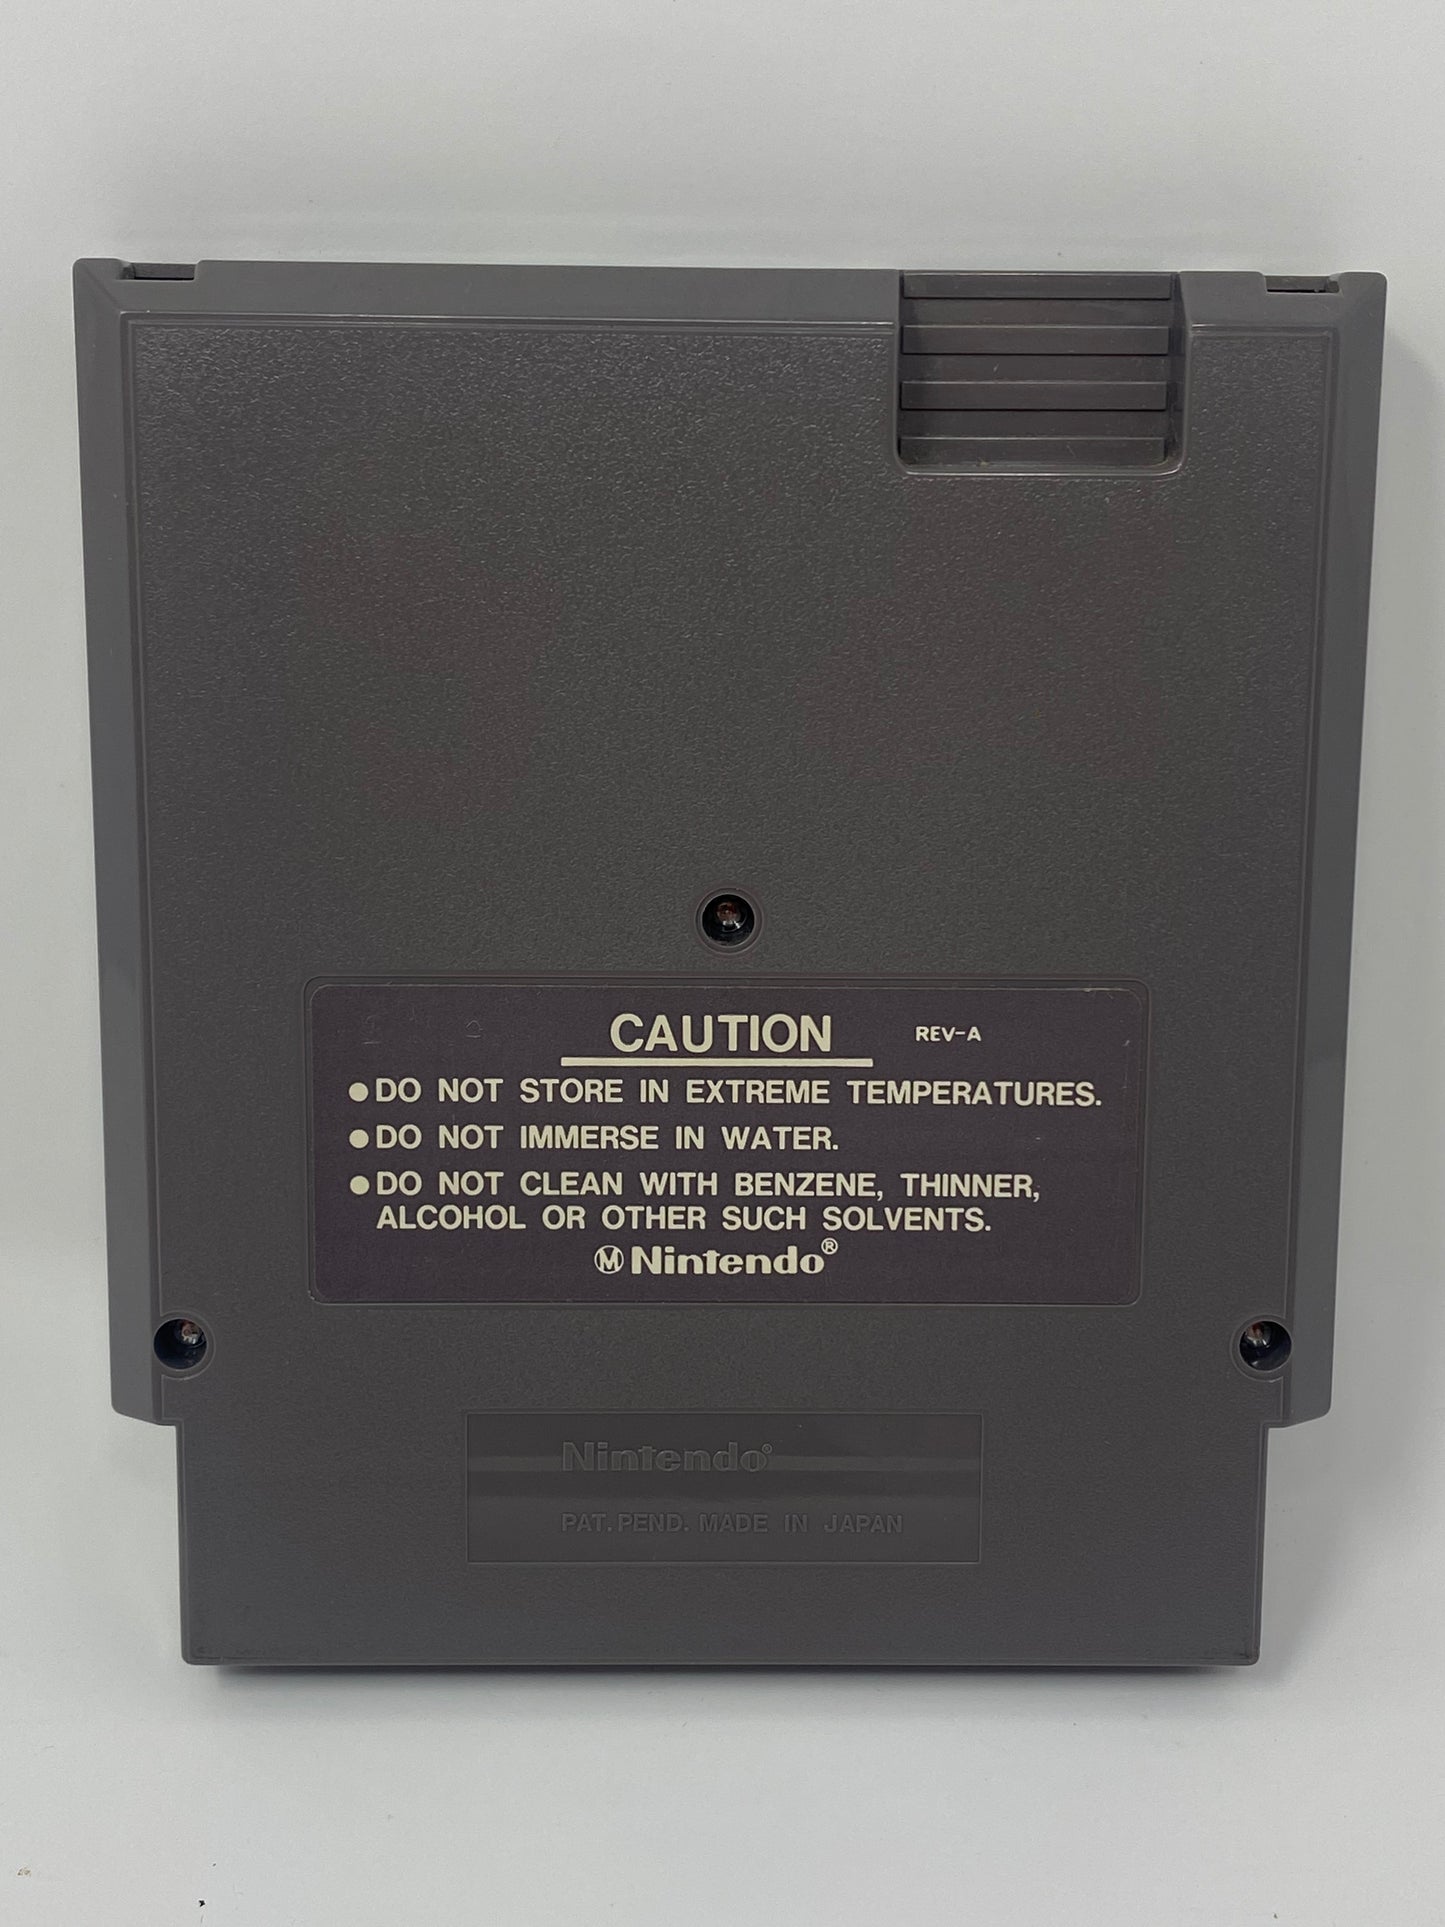 CAUTION REV-A
●DO NOT STORE IN EXTREME TEMPERATURES.
●DO NOT IMMERSE IN WATER.
●DO NOT CLEAN WITH BENZENE, THINNER,
ALCOHOL OR OTHER SUCH SOLVENTS.
Ⓜ Nintendo®
Nintendo®
PAT. PEND. MADE IN JAPAN